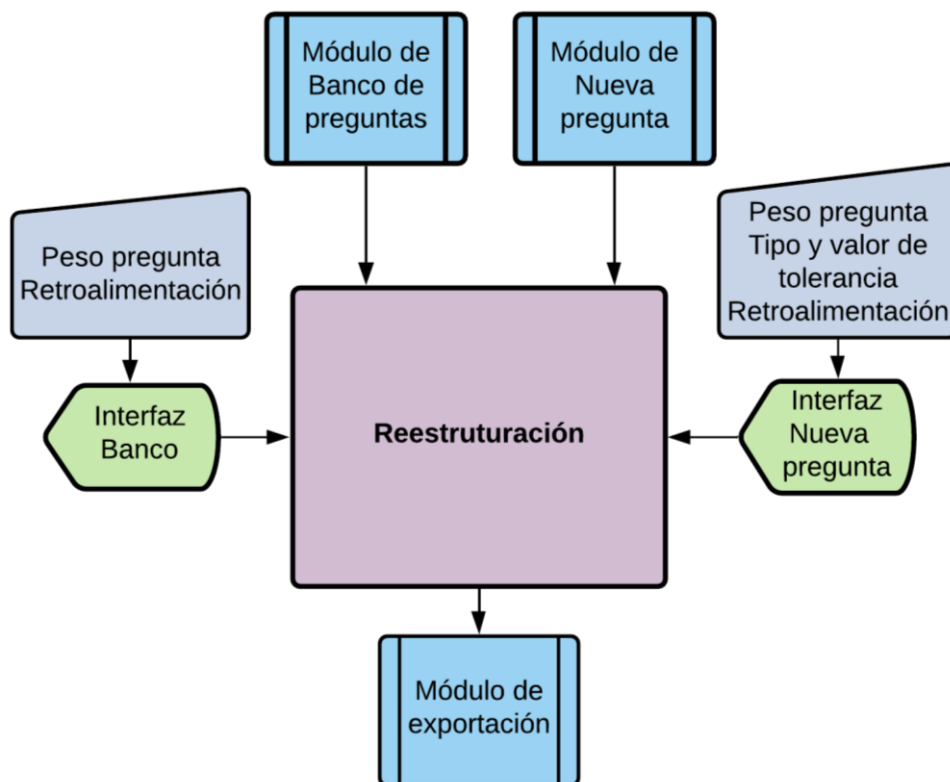 Módulo de
Banco de
preguntas
Módulo de
Nueva
pregunta
Peso pregunta
Retroalimentación
Peso pregunta
Tipo y valor de
tolerancia
Retroalimentación
Interfaz
Banco
Reestruturación
Interfaz
Nueva
pregunta
Módulo de
exportación